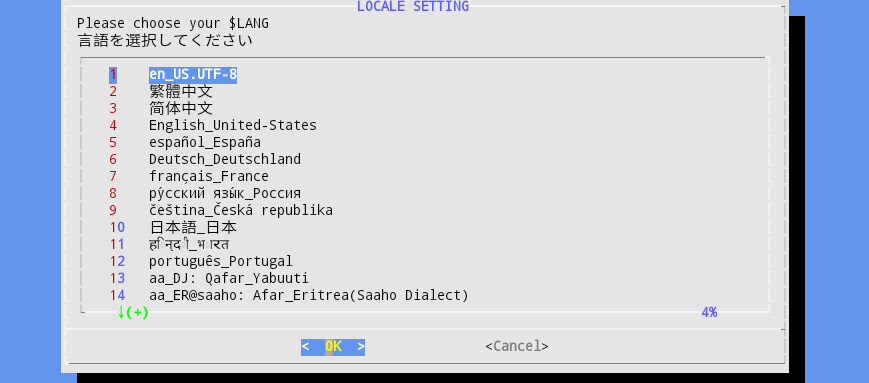 LOCALE SETTING
Please choose your $LANG
言語を選択してください
1 en_US.UTF-8
2 繁體中文
3 简体中文
4 English_United-States
5 español_España
6 Deutsch_Deutschland
7 français_France
8 ру́сский язы́к_Россия
9 čeština_Česká republika
10 日本語_日本
11 हिन्दी_भारत
12 português_Portugal
13 aa_DJ: Qafar_Yabuuti
14 aa_ER@saaho: Afar_Eritrea(Saaho Dialect)
↓(+) 4%
< OK > <Cancel>